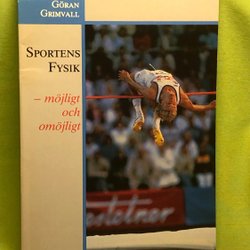 GÖRAN
GRIMVALL
SPORTENS
FYSIK
– möjligt
och
omöjligt